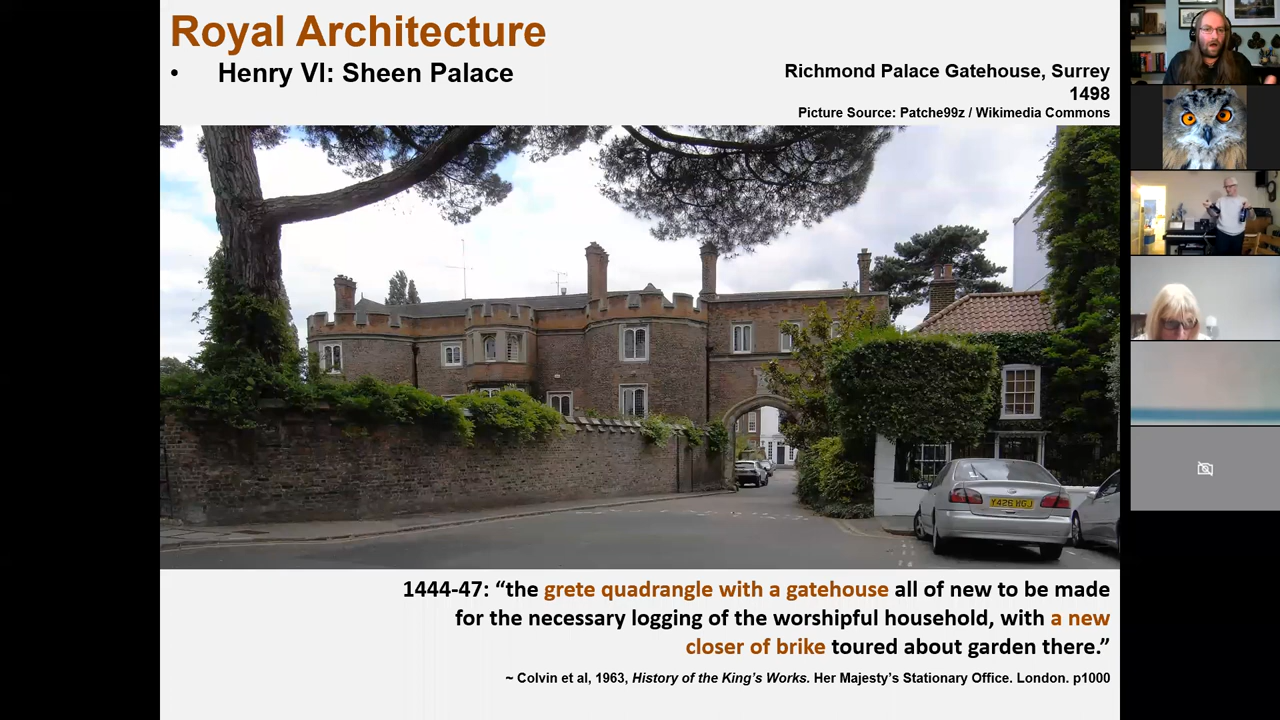 Royal Architecture
• Henry VI: Sheen Palace
Richmond Palace Gatehouse, Surrey
1498
Picture Source: Patche99z / Wikimedia Commons
Y426 WGJ
1444-47: “the grete quadrangle with a gatehouse all of new to be made
for the necessary logging of the worshipful household, with a new
closer of brike toured about garden there.”
~ Colvin et al, 1963, History of the King’s Works. Her Majesty’s Stationary Office. London. p1000